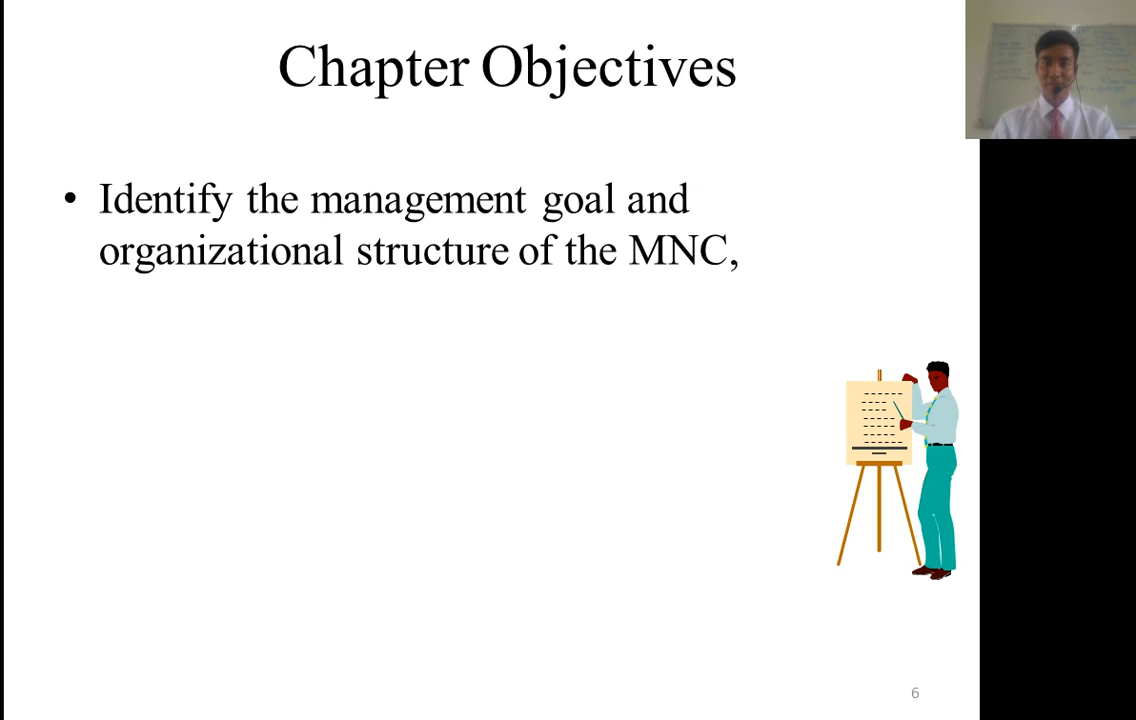 Chapter Objectives
• Identify the management goal and
organizational structure of the MNC,
6